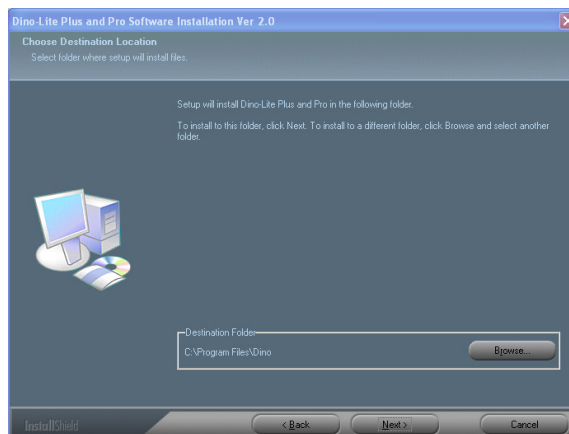 Dino-Lite Plus and Pro Software Installation Ver 2.0
Choose Destination Location
Select folder where setup will install files.
Setup will install Dino-Lite Plus and Pro in the following folder.
To install to this folder, click Next. To install to a different folder, click Browse and select another
folder.
Destination Folder
C:\Program Files\Dino
Browse...
InstallShield
< Back
Next >
Cancel